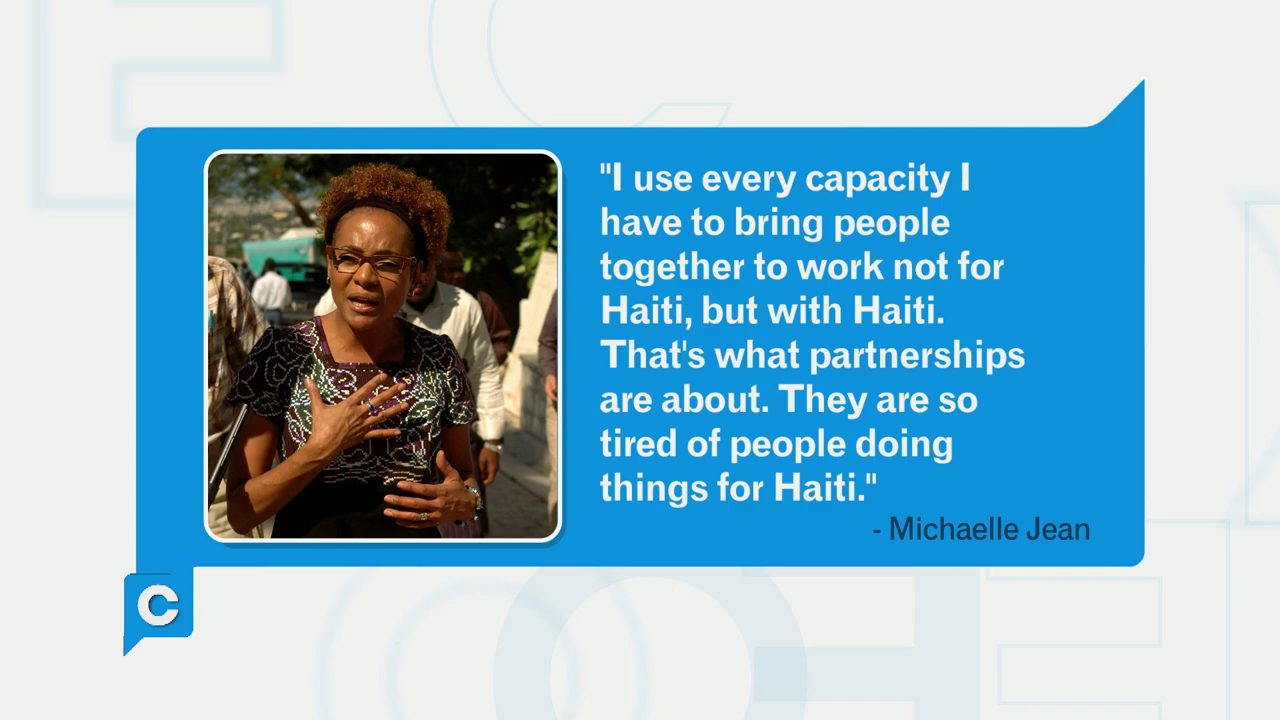 "I use every capacity I
have to bring people
together to work not for
Haiti, but with Haiti.
That's what partnerships
are about. They are so
tired of people doing
things for Haiti."
- Michaelle Jean
C